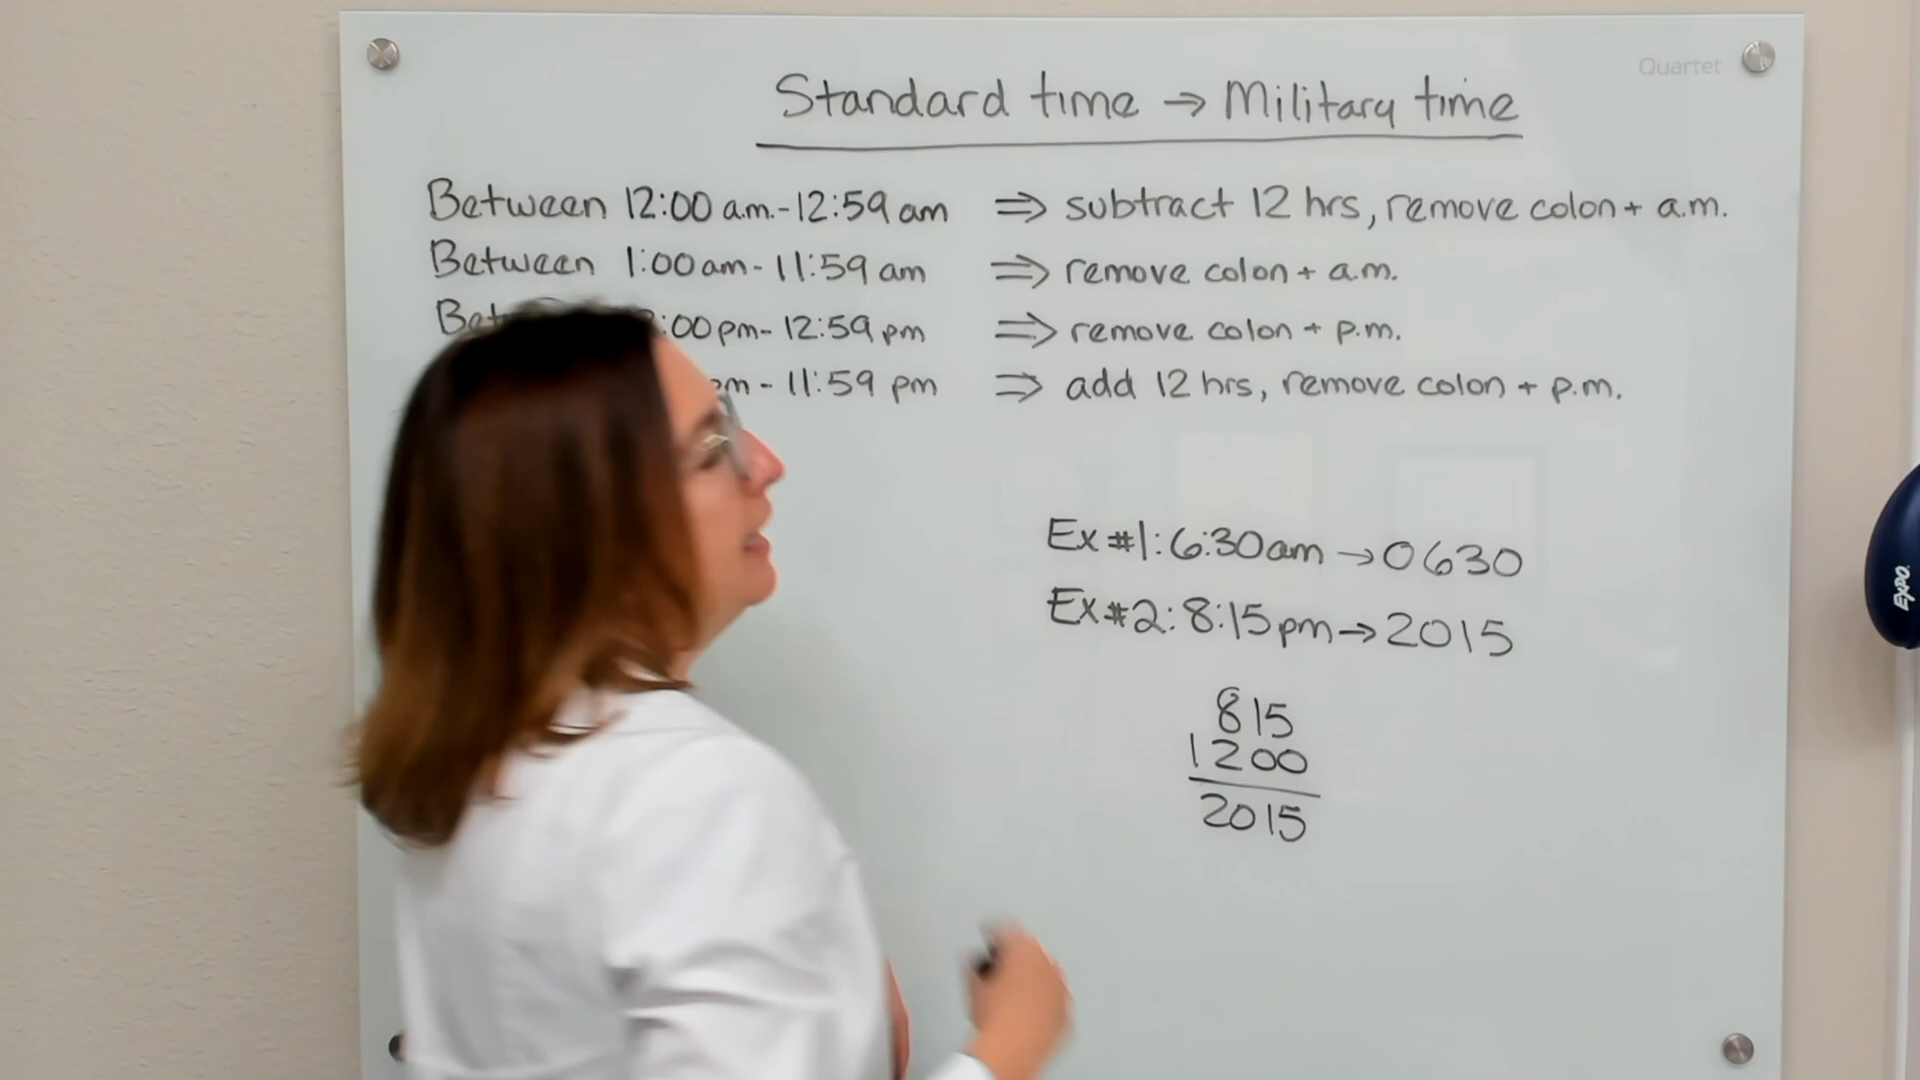 Quartet
Standard time → Military time
Between 12:00 a.m.-12:59 am ⇒ subtract 12 hrs, remove colon + a.m.
Between 1:00 am - 11:59 am ⇒ remove colon + a.m.
:00 pm - 12:59 pm ⇒ remove colon + p.m.
pm - 11:59 pm ⇒ add 12 hrs, remove colon + p.m.
Ex #1: 6:30 am → 0630
Ex #2: 8:15 pm → 2015
815
1200
2015
EXPO